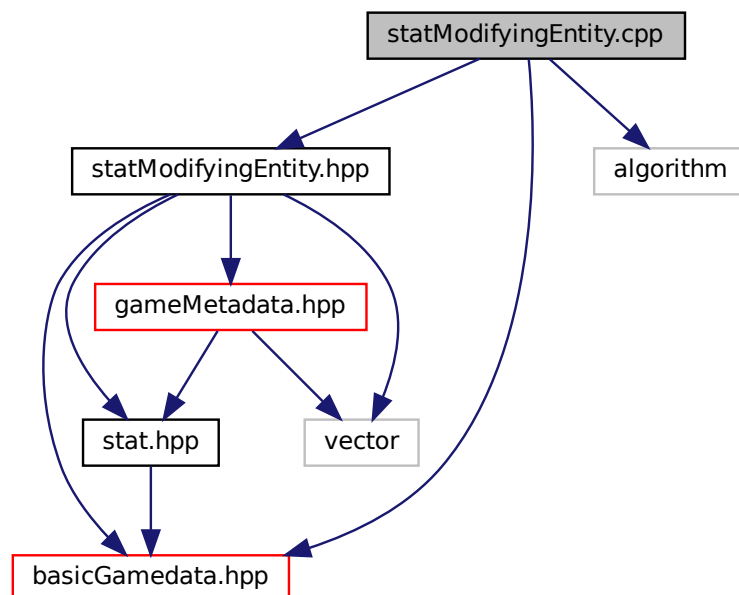 statModifyingEntity.cpp
statModifyingEntity.hpp
algorithm
gameMetadata.hpp
stat.hpp
vector
basicGamedata.hpp